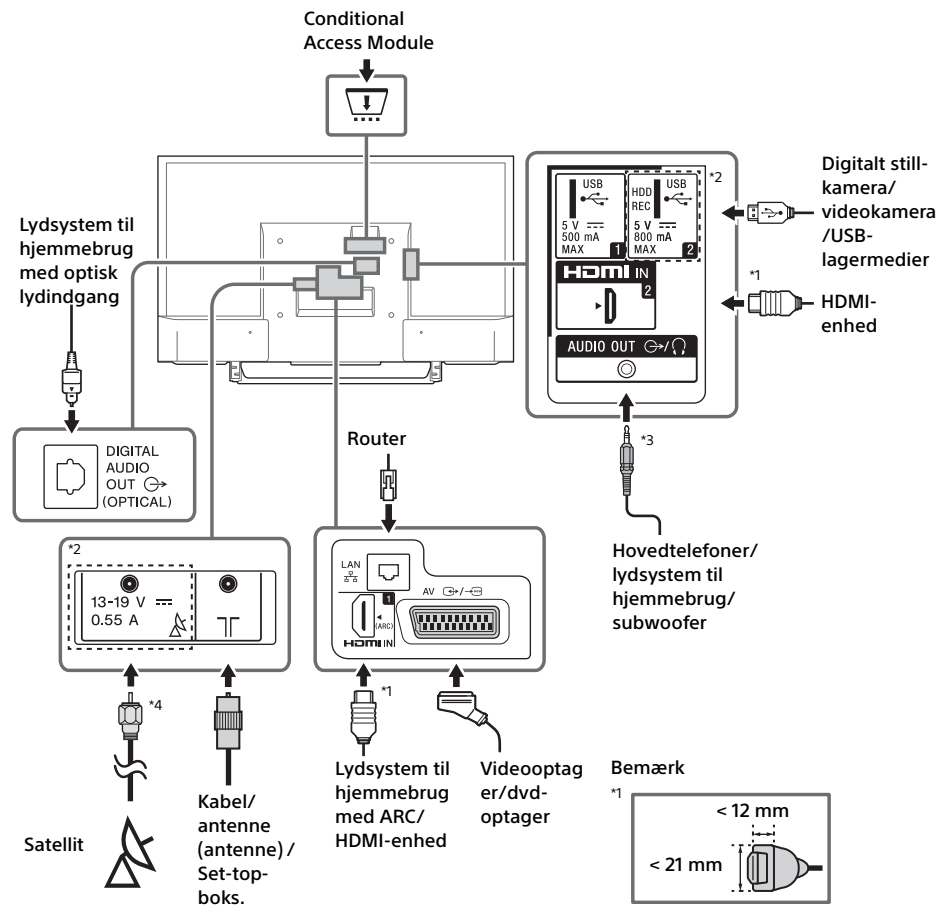 Conditional
Access Module
Lydsystem til
hjemmebrug
med optisk
lydindgang
USB
5 V
500 mA
MAX
1
HDD
REC
USB
5 V
800 mA
MAX
2
*2
Digitalt still-
kamera/
videokamera
/USB-
lagermedier
HDMI IN
2
*1
HDMI-
enhed
AUDIO OUT
*3
Hovedtelefoner/
lydsystem til
hjemmebrug/
subwoofer
DIGITAL
AUDIO
OUT
(OPTICAL)
Router
*2
13-19 V
0.55 A
LAN
1
(ARC)
HDMI IN
AV
*4
*1
Satellit
Kabel/
antenne
(antenne) /
Set-top-
boks.
Lydsystem til
hjemmebrug
med ARC/
HDMI-enhed
Videooptag
er/dvd-
optager
Bemærk
*1
< 12 mm
< 21 mm